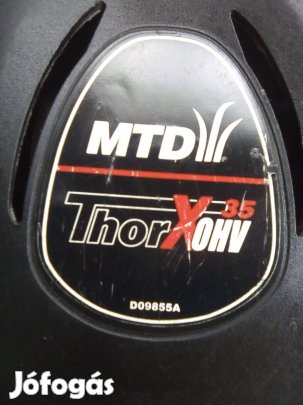 MTD
ThorX 35 OHV
D09855A
Jófogás